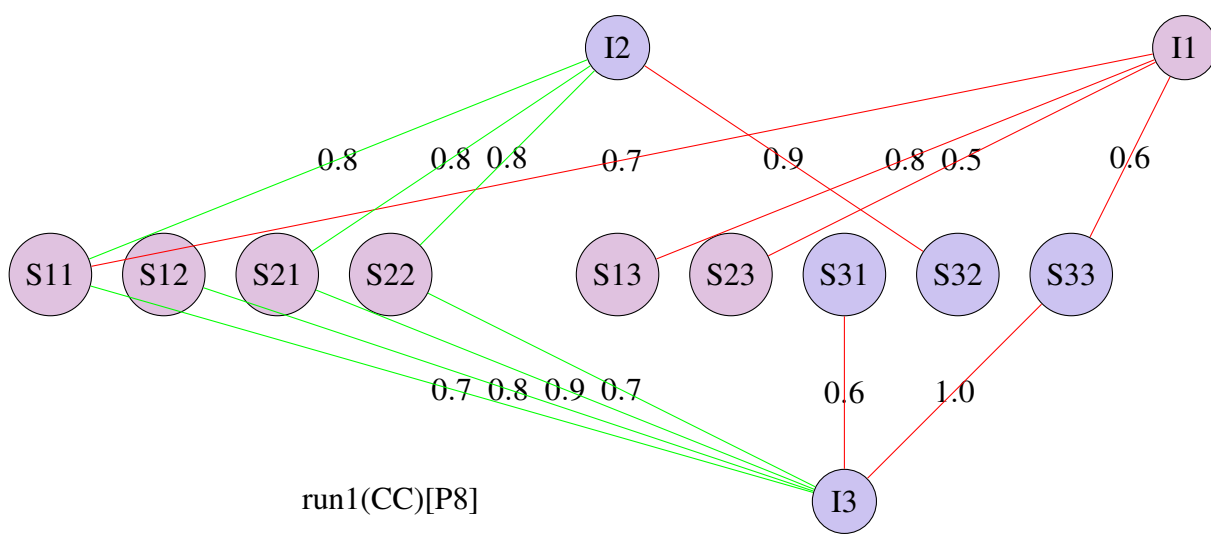 I2 I1
0.8 0.8 0.8 0.7 0.9 0.8 0.5 0.6
S11 S12 S21 S22 S13 S23 S31 S32 S33
0.7 0.8 0.9 0.7 0.6 1.0
run1(CC)[P8] I3